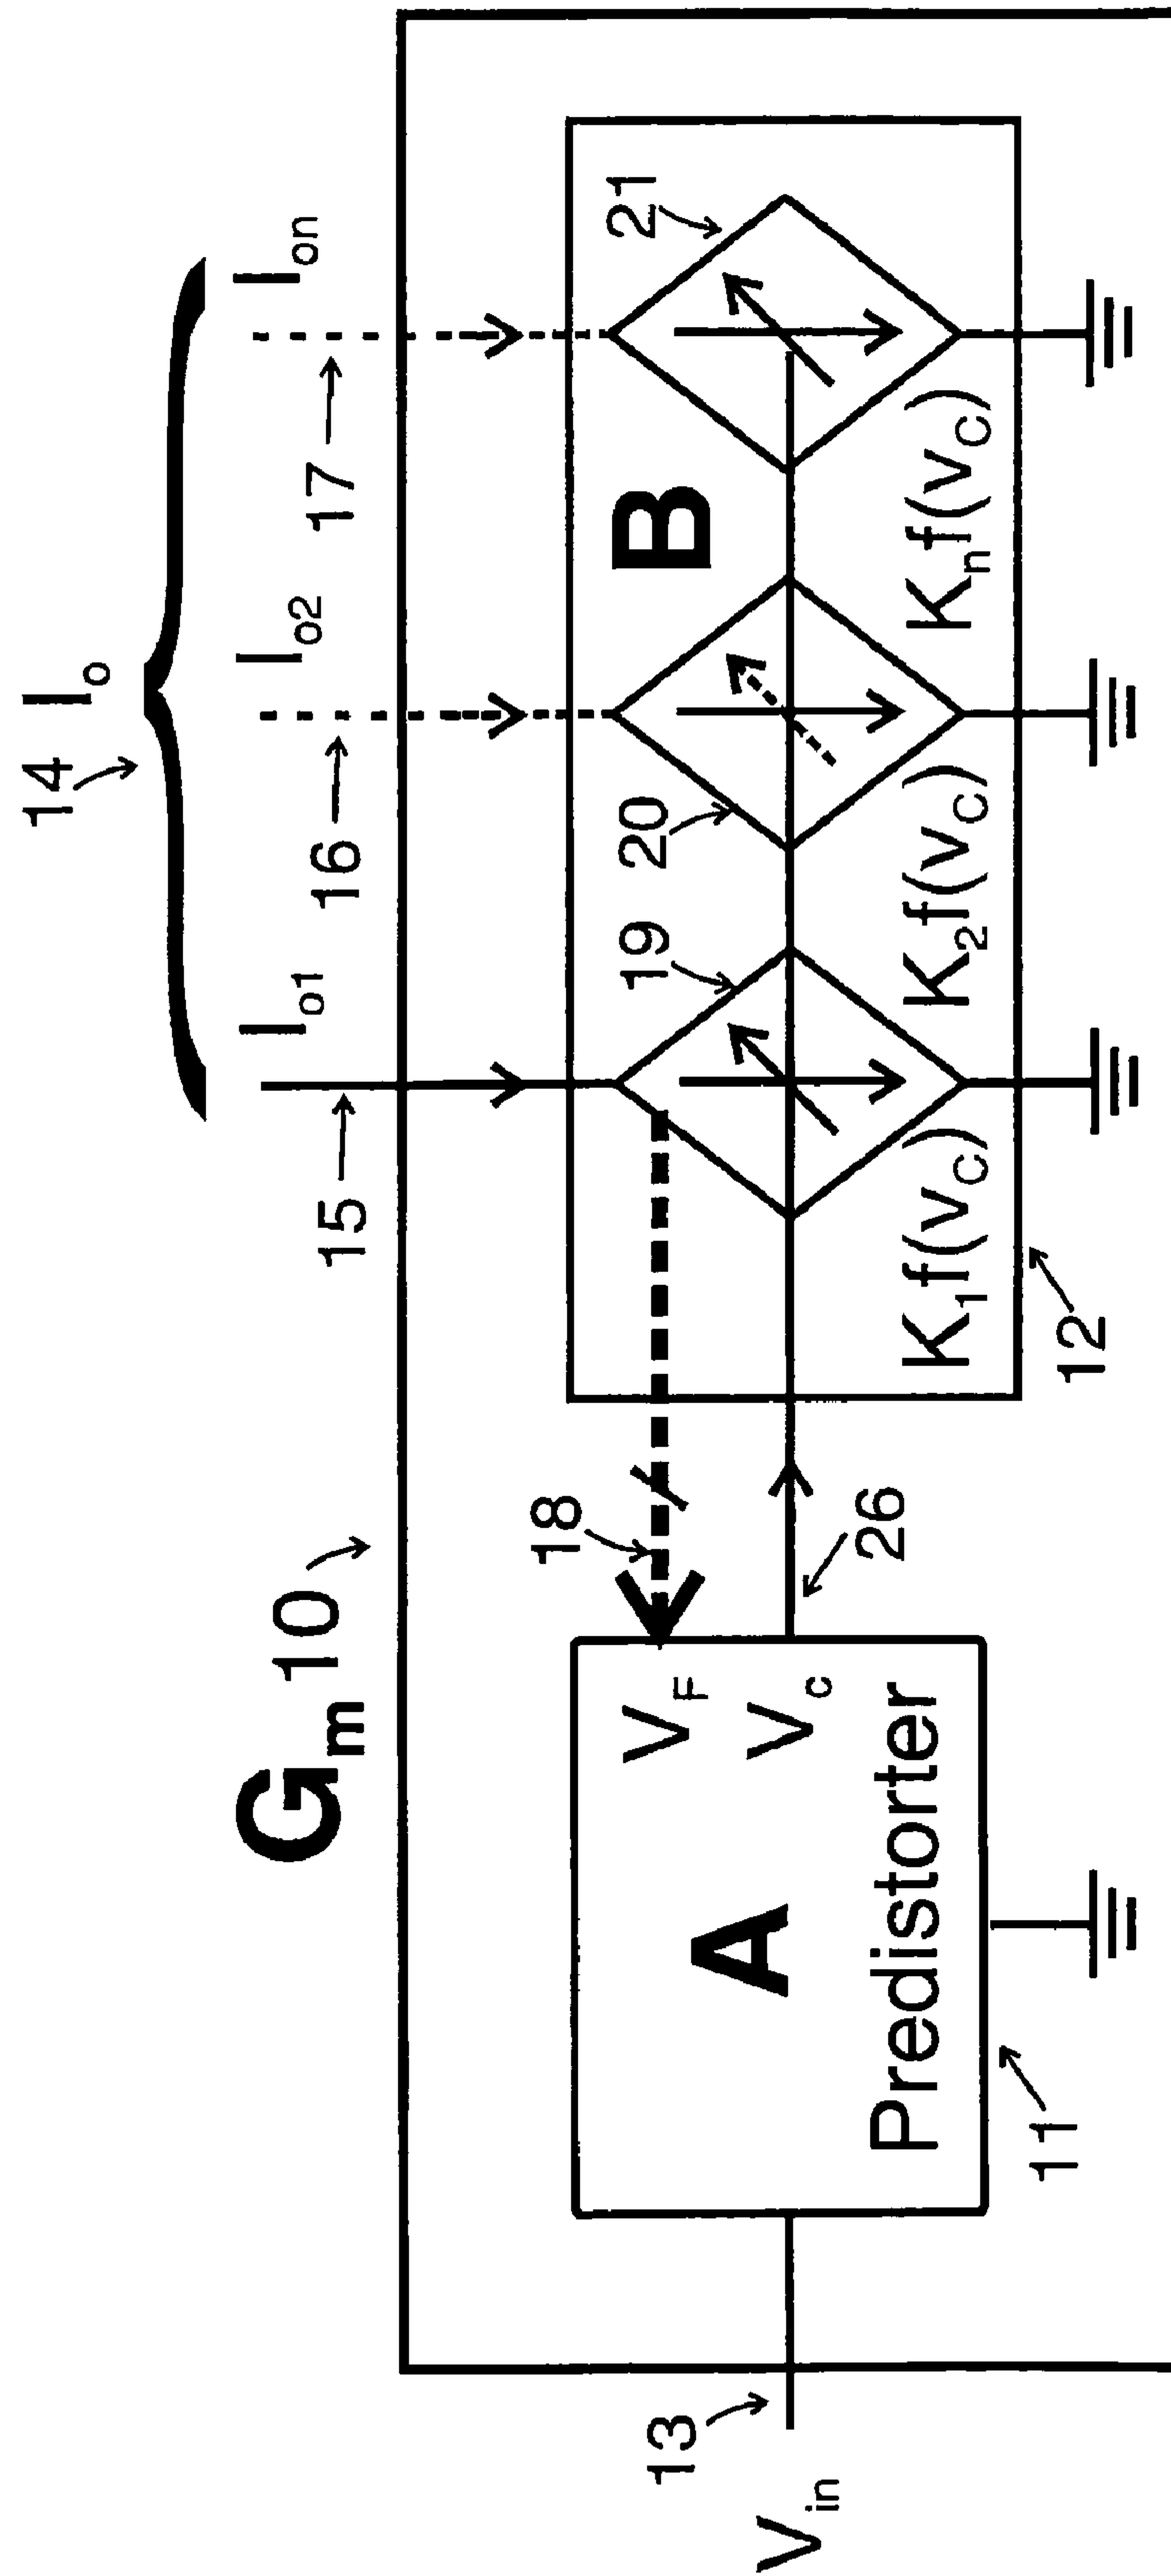 14 I_o
I_o1
I_o2
I_on
15
16
17
G_m 10
18
19
20
21
B
V_F
V_c
A
Predistorter
26
K_1f(v_C)
K_2f(v_C)
K_nf(v_C)
13
V_in
11
12